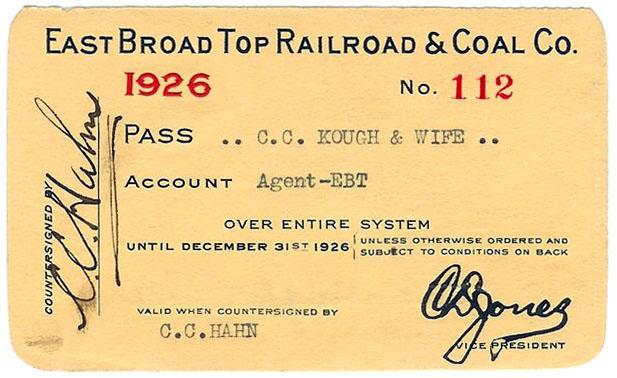 EAST BROAD TOP RAILROAD & COAL CO.
1926 No. 112
PASS .. C.C. KOUGH & WIFE ..
ACCOUNT Agent-EBT
OVER ENTIRE SYSTEM
UNTIL DECEMBER 31ST 1926 UNLESS OTHERWISE ORDERED AND
SUBJECT TO CONDITIONS ON BACK
VALID WHEN COUNTERSIGNED BY
C.C.HAHN
VICE PRESIDENT
COUNTERSIGNED BY
C.C. Hahn